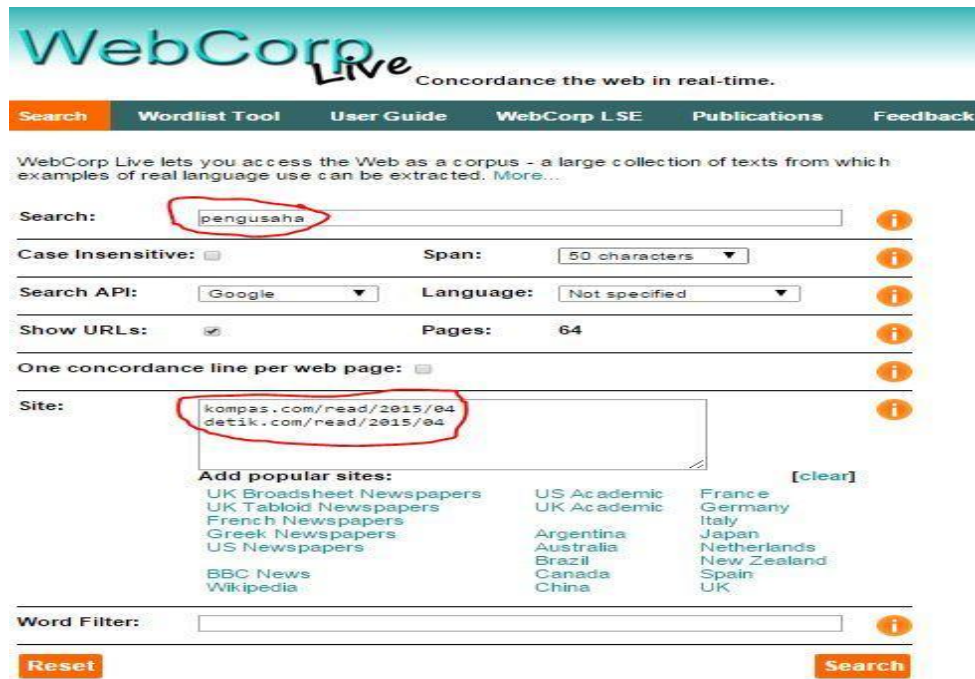 WebCorp
Live
Concordance the web in real-time.
Search Wordlist Tool User Guide WebCorp LSE Publications Feedback
WebCorp Live lets you access the Web as a corpus - a large collection of texts from which
examples of real language use can be extracted. More...
Search: pengusaha
Case Insensitive: Span: 50 characters
Search API: Google Language: Not specified
Show URLs: Pages: 64
One concordance line per web page:
Site: kompas.com/read/2015/04
detik.com/read/2015/04
Add popular sites: [clear]
UK Broadsheet Newspapers US Academic France
UK Tabloid Newspapers UK Academic Germany
French Newspapers Italy
Greek Newspapers Argentina Japan
US Newspapers Australia Netherlands
Brazil New Zealand
BBC News Canada Spain
Wikipedia China UK
Word Filter:
Reset Search